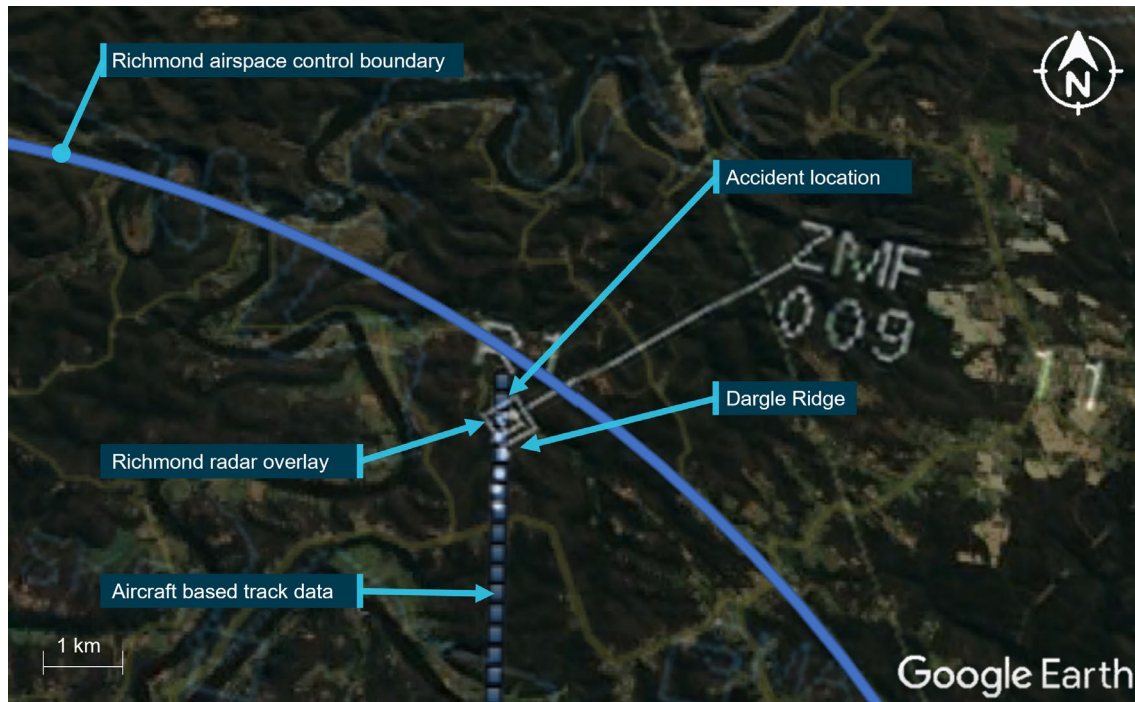 Richmond airspace control boundary
N
Accident location
ZMF
009
11
Dargle Ridge
Richmond radar overlay
Aircraft based track data
1 km
Google Earth